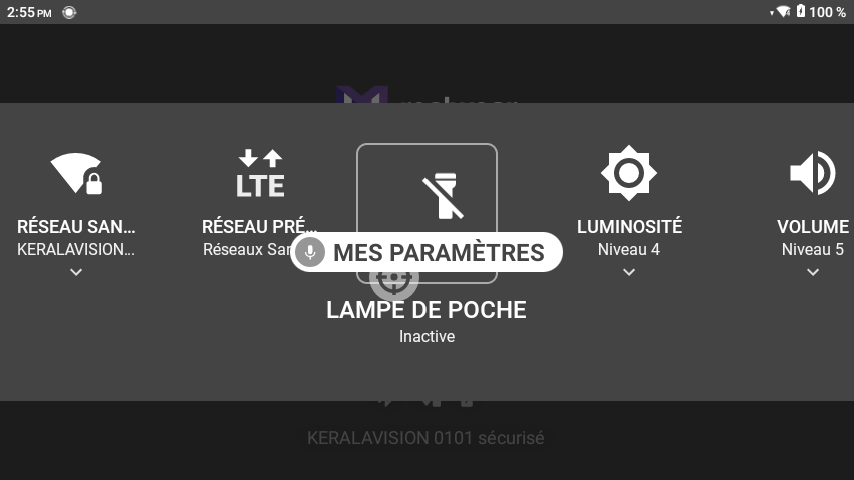 2:55 PM
100 %
RÉSEAU SAN...
KERALAVISION...
LTE
RÉSEAU PRÉ...
Réseaux San
MES PARAMÈTRES
LAMPE DE POCHE
Inactive
LUMINOSITÉ
Niveau 4
VOLUME
Niveau 5
KERALAVISION 0101 sécurisé